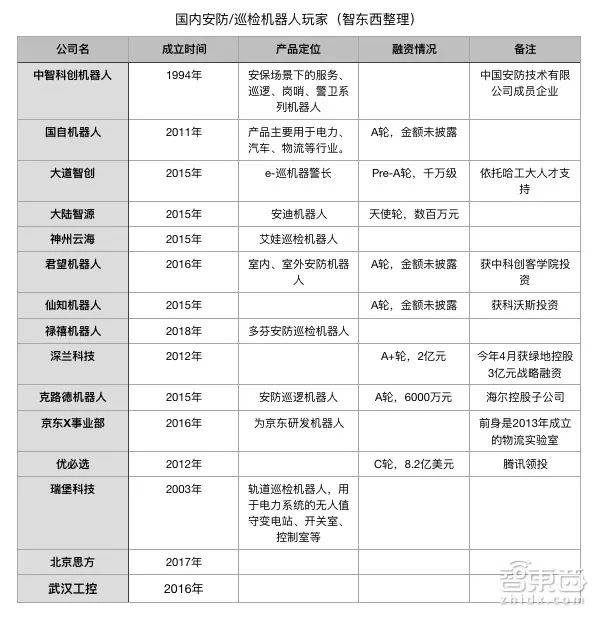 国内安防/巡检机器人玩家（智东西整理）
公司名 成立时间 产品定位 融资情况 备注
中智科创机器人 1994年 安保场景下的服务、 中国安防技术有限
巡逻、岗哨、警卫系 公司成员企业
列机器人
国自机器人 2011年 产品主要用于电力、 A轮，金额未披露
汽车、物流等行业。
大道智创 2015年 e-巡机器警长 Pre-A轮，千万级 依托哈工大人才支
持
大陆智源 2015年 安迪机器人 天使轮，数百万元
神州云海 2015年 艾娃巡检机器人
君望机器人 2016年 室内、室外安防机器 A轮，金额未披露 获中科创客学院投
人 资
仙知机器人 2015年 A轮，金额未披露 获科沃斯投资
禄禧机器人 2018年 多芬安防巡检机器人
深兰科技 2012年 A+轮，2亿元 今年4月获绿地控股
3亿元战略融资
克路德机器人 2015年 安防巡逻机器人 A轮，6000万元 海尔控股子公司
京东X事业部 2016年 为京东研发机器人 前身是2013年成立
的物流实验室
优必选 2012年 C轮，8.2亿美元 腾讯领投
瑞堡科技 2003年 轨道巡检机器人，用
于电力系统的无人值
守变电站、开关室、
控制室等
北京思方 2017年
武汉工控 2016年
智东西
zhidx.com